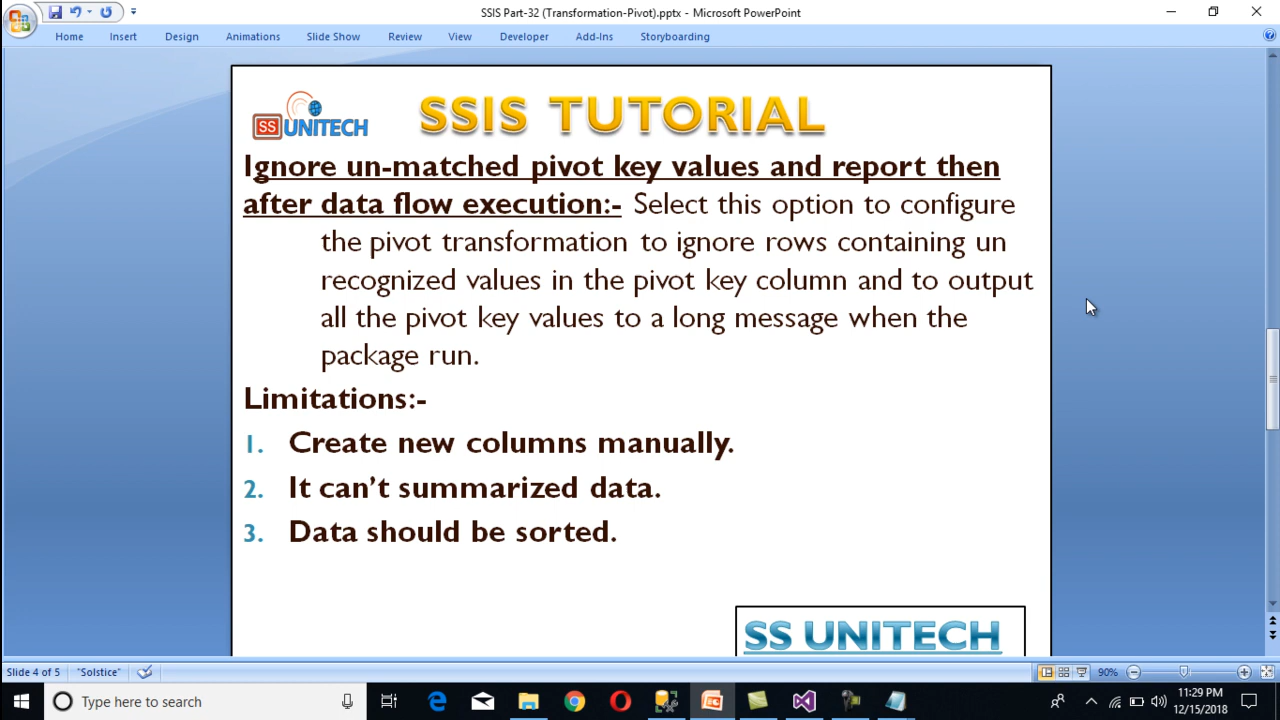 SSIS Part-32 (Transformation-Pivot).pptx - Microsoft PowerPoint
Home Insert Design Animations Slide Show Review View Developer Add-Ins Storyboarding
SS UNITECH
SSIS TUTORIAL
Ignore un-matched pivot key values and report then
after data flow execution:- Select this option to configure
the pivot transformation to ignore rows containing un
recognized values in the pivot key column and to output
all the pivot key values to a long message when the
package run.
Limitations:-
1. Create new columns manually.
2. It can't summarized data.
3. Data should be sorted.
SS UNITECH
Slide 4 of 5 "Solstice" 90%
Type here to search
11:29 PM
12/15/2018